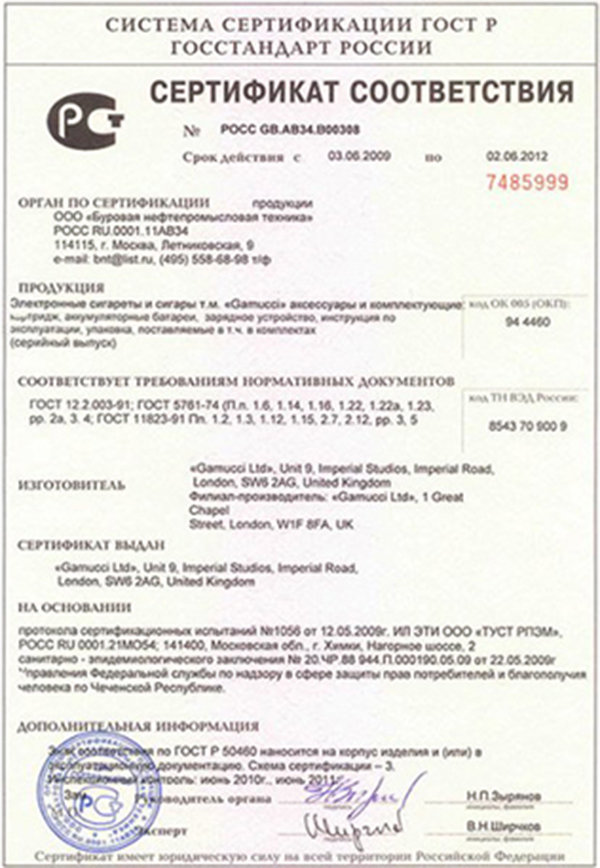 СИСТЕМА СЕРТИФИКАЦИИ ГОСТ Р
ГОССТАНДАРТ РОССИИ
СЕРТИФИКАТ СООТВЕТСТВИЯ
№ РОСС GB.АВ34.В00308
Срок действия с 03.06.2009 по 02.06.2012
7485999
ОРГАН ПО СЕРТИФИКАЦИИ продукции
ООО «Буровая нефтепромысловая техника»
РОСС RU.0001.11АВ34
114115, г. Москва, Летниковская, 9
e-mail: bnt@list.ru, (495) 558-68-98 т/ф
ПРОДУКЦИЯ
Электронные сигареты и сигары т.м. «Gamucci» аксессуары и комплектующие:
картридж, аккумуляторные батареи, зарядное устройство, инструкция по
эксплуатации, упаковка, поставляемые в т.ч. в комплектах
(серийный выпуск)
код ОК 005 (ОКП):
94 4460
СООТВЕТСТВУЕТ ТРЕБОВАНИЯМ НОРМАТИВНЫХ ДОКУМЕНТОВ
ГОСТ 12.2.003-91; ГОСТ 5761-74 (П.п. 1.6, 1.14, 1.16, 1.22, 1.22а, 1.23,
рр. 2а, 3. 4; ГОСТ 11823-91 Пп. 1.2, 1.3, 1.12, 1.15, 2.7, 2.12, рр. 3, 5
код ТН ВЭД России:
8543 70 900 9
ИЗГОТОВИТЕЛЬ
«Gamucci Ltd», Unit 9, Imperial Studios, Imperial Road,
London, SW6 2AG, United Kingdom
Филиал-производитель: «Gamucci Ltd», 1 Great
Chapel
Street, London, W1F 8FA, UK
СЕРТИФИКАТ ВЫДАН
«Gamucci Ltd», Unit 9, Imperial Studios, Imperial Road,
London, SW6 2AG, United Kingdom
НА ОСНОВАНИИ
протокола сертификационных испытаний №1056 от 12.05.2009г. ИЛ ЭТИ ООО «ТУСТ РПЭМ»,
РОСС RU 0001.21МО54; 141400, Московская обл., г. Химки, Нагорное шоссе, 2
санитарно - эпидемиологического заключения № 20.ЧР.88 944.П.000190.05.09 от 22.05.2009г
Управления Федеральной службы по надзору в сфере защиты прав потребителей и благополучия
человека по Чеченской Республике.
ДОПОЛНИТЕЛЬНАЯ ИНФОРМАЦИЯ
Знак соответствия по ГОСТ Р 50460 наносится на корпус изделия и (или) в
эксплуатационную документацию. Схема сертификации – 3.
Инспекционный контроль: июнь 2010г., июнь 2011г.
Руководитель органа Н.П.Зырянов
Эксперт В.Н Ширчков
Сертификат имеет юридическую силу на всей территории Российской Федерации